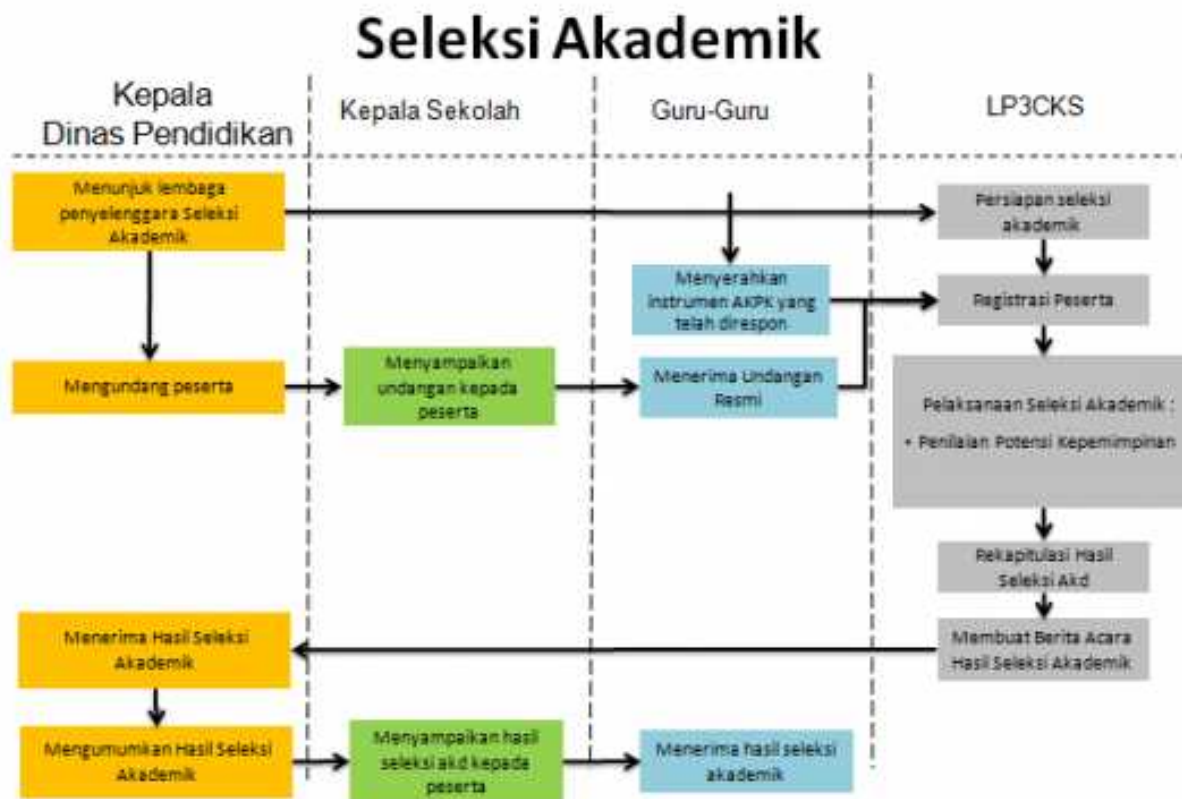 Seleksi Akademik
Kepala
Dinas Pendidikan
Kepala Sekolah
Guru-Guru
LP3CKS
Menunjuk lembaga
penyelenggara Seleksi
Akademik
Persiapan seleksi
akademik
Menyerahkan
instrumen AKPK yang
telah direspon
Registrasi Peserta
Mengundang peserta
Menyampaikan
undangan kepada
peserta
Menerima Undangan
Resmi
Pelaksanaan Seleksi Akademik :
• Penilaian Potensi Kepemimpinan
Rekapitulasi Hasil
Seleksi Akd
Menerima Hasil Seleksi
Akademik
Membuat Berita Acara
Hasil Seleksi Akademik
Mengumumkan Hasil Seleksi
Akademik
Menyampaikan hasil
seleksi akd kepada
peserta
Menerima hasil seleksi
akademik